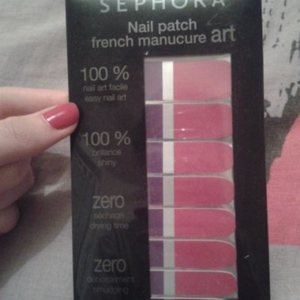 SEPHORA
Nail patch
french manucure art
100 %
nail art facile
easy nail art
100 %
brillance
shiny
zero
séchage
drying time
zero
smudging